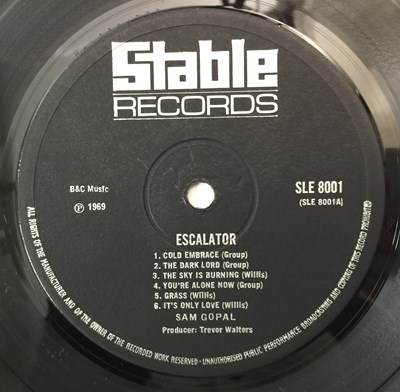 Stable
RECORDS
B&C Music
Ⓟ 1969
SLE 8001
(SLE 8001A)
ESCALATOR
1. COLD EMBRACE (Group)
2. THE DARK LORD (Group)
3. THE SKY IS BURNING (Willis)
4. YOU'RE ALONE NOW (Group)
5. GRASS (Willis)
6. IT'S ONLY LOVE (Willis)
SAM GOPAL
Producer: Trevor Walters
ALL RIGHTS OF THE MANUFACTURER AND OF THE OWNER OF THE RECORDED WORK RESERVED · UNAUTHORISED PUBLIC PERFORMANCE BROADCASTING AND COPYING OF THIS RECORD PROHIBITED